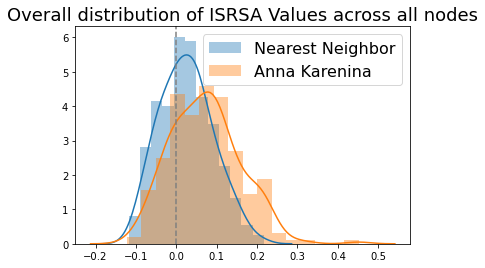 Overall distribution of ISRSA Values across all nodes
Nearest Neighbor
Anna Karenina
6
5
4
3
2
1
0
−0.2 −0.1 0.0 0.1 0.2 0.3 0.4 0.5